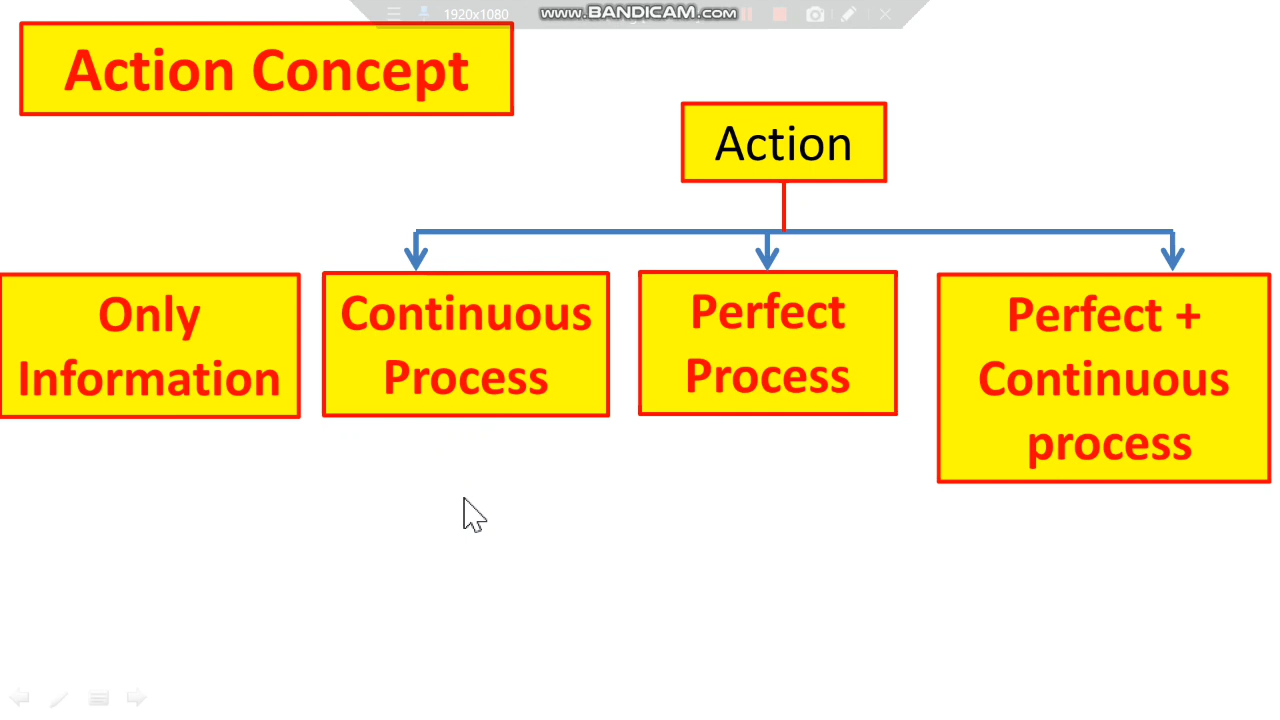 1920x1080
www.BANDICAM.com
Action Concept
Action
Only
Information
Continuous
Process
Perfect
Process
Perfect +
Continuous
process